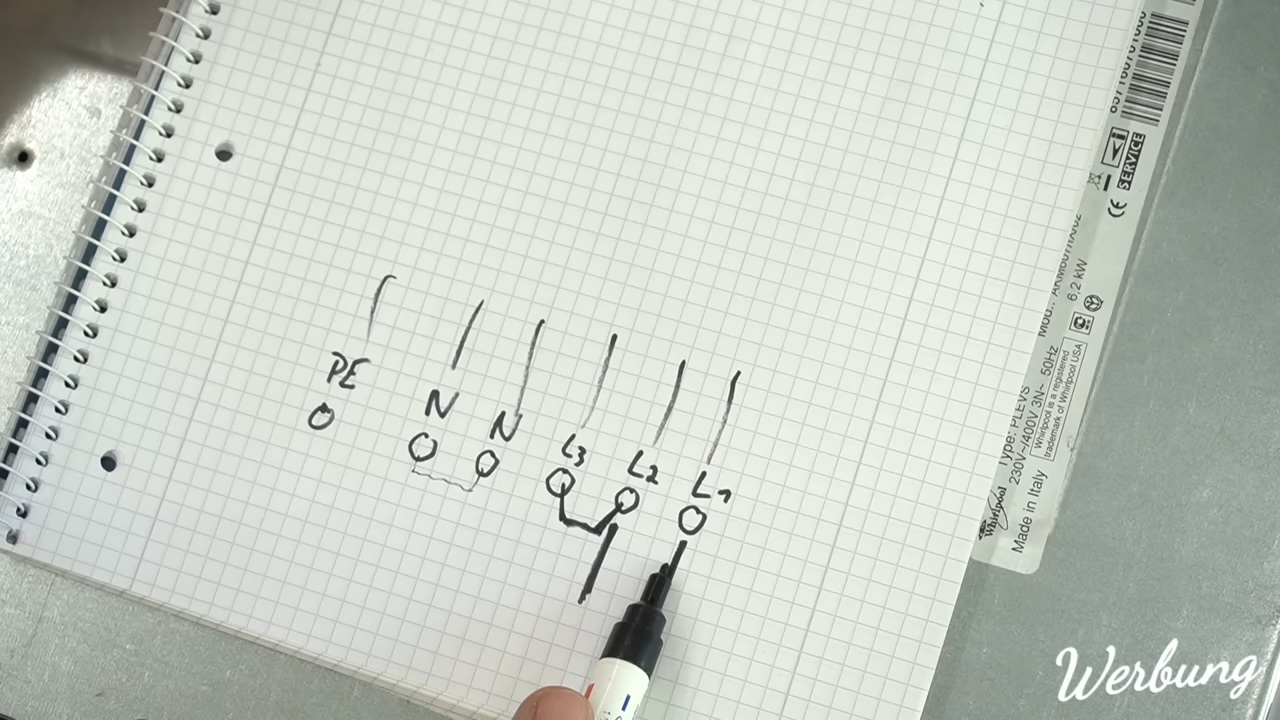 PE
N
N
L3
L2
L1
SERVICE
6,2 kW
Type: PLEVS
230V~/400V 3N~ 50Hz
Whirlpool is a registered
trademark of Whirlpool USA
Whirlpool
Made in Italy
Werbung